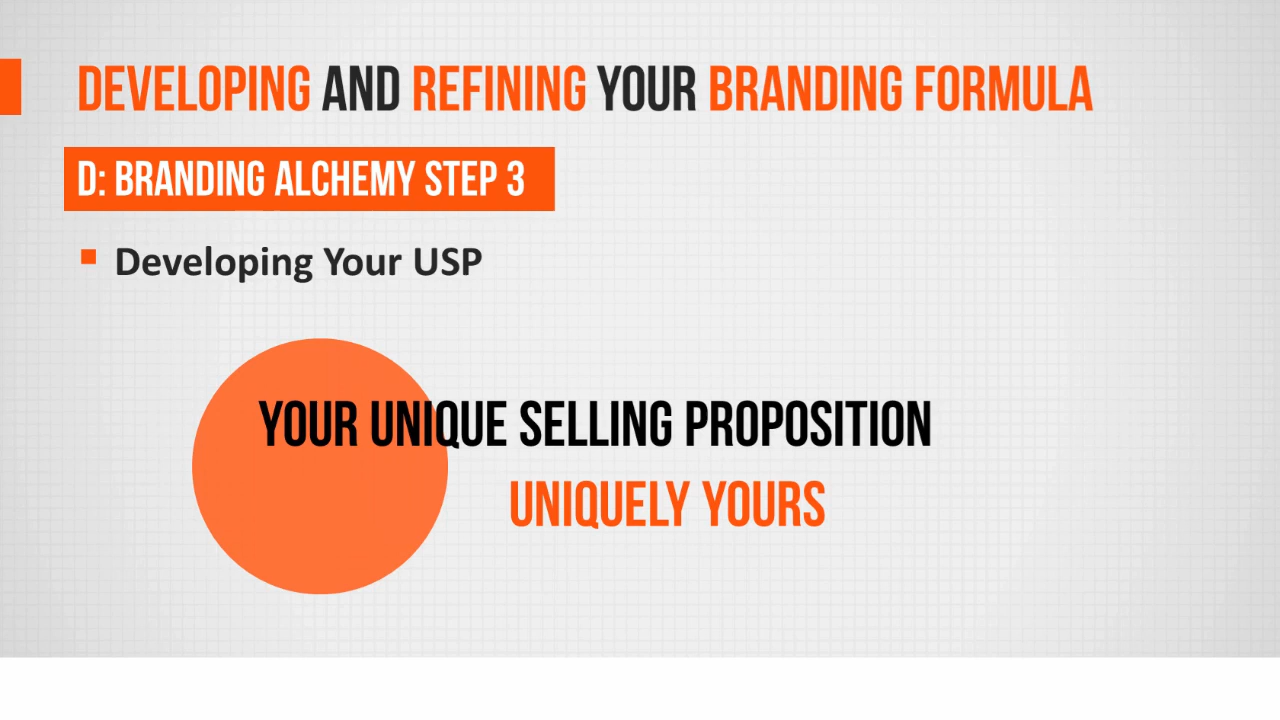 DEVELOPING AND REFINING YOUR BRANDING FORMULA
D: BRANDING ALCHEMY STEP 3
Developing Your USP
YOUR UNIQUE SELLING PROPOSITION
UNIQUELY YOURS